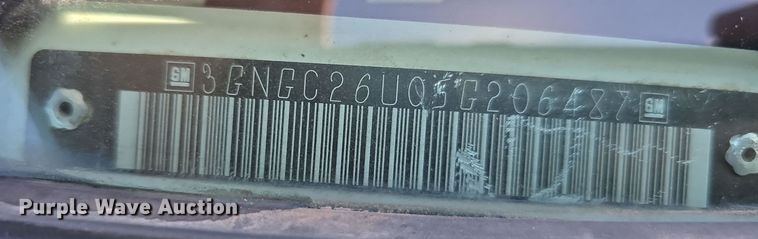 GM 3GNGC26U05G206487 GM
Purple Wave Auction